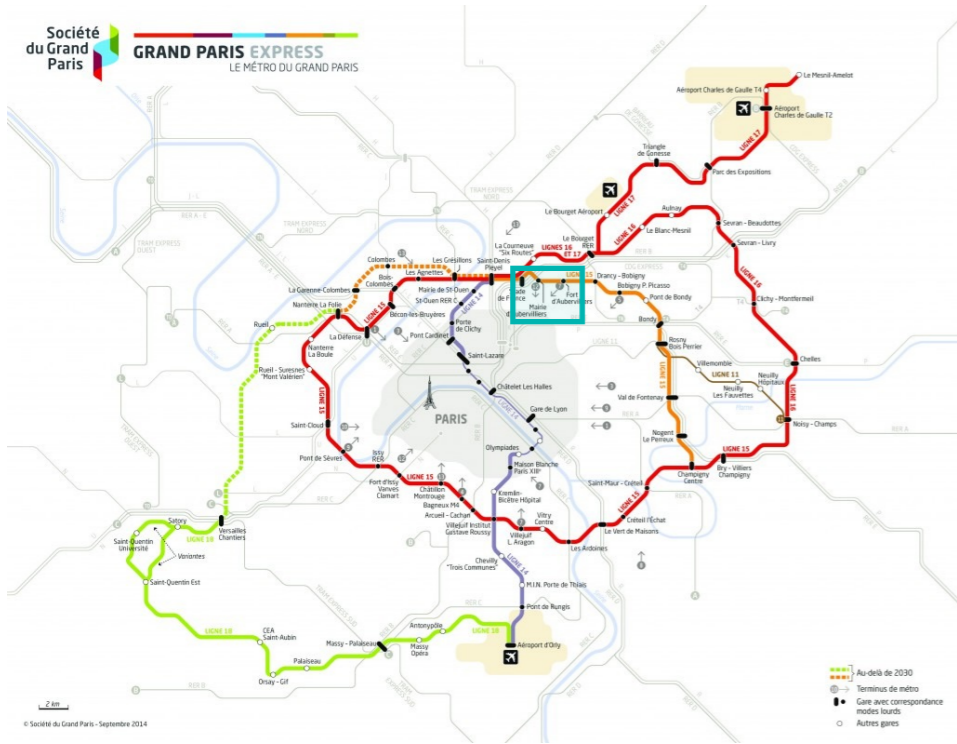 Société
du Grand
Paris
GRAND PARIS EXPRESS
LE MÉTRO DU GRAND PARIS
Le Mesnil-Amelot
Aéroport Charles de Gaulle T4
Aéroport
Charles de Gaulle T2
LIGNE 17
Triangle
de Gonesse
Parc des Expositions
Le Bourget Aéroport
LIGNE 17
Aulnay
Le Blanc-Mesnil
LIGNE 16
Sevran - Beaudottes
Sevran - Livry
Le Bourget
RER
La Courneuve
"Six Routes"
LIGNES 16
ET 17
LIGNE 16
Clichy - Montfermeil
Saint-Denis
Pleyel
Les Grésillons
Les Agnettes
Colombes
Bois-
Colombes
La Garenne-Colombes
Nanterre La Folie
Mairie de St-Ouen
St-Ouen RER C
LIGNE 14
Stade
de France
Mairie
d'Aubervilliers
Fort
d'Aubervilliers
LIGNE 15
Drancy - Bobigny
Bobigny P. Picasso
Pont de Bondy
Bondy
Rosny
Bois Perrier
Rueil
La Défense
LIGNE 15
Bécon-les-Bruyères
Pont Cardinet
Porte
de Clichy
Saint-Lazare
Nanterre
La Boule
Rueil - Suresnes
"Mont Valérien"
LIGNE 15
Châtelet Les Halles
Gare de Lyon
LIGNE 14
PARIS
Villemomble
LIGNE 11
Neuilly
Les Fauvettes
Neuilly
Hôpitaux
Chelles
LIGNE 16
Noisy - Champs
LIGNE 15
Val de Fontenay
Nogent
Le Perreux
Champigny
Centre
Bry - Villiers
Champigny
LIGNE 15
Saint-Cloud
Pont de Sèvres
Issy
RER
Fort d'Issy
Vanves
Clamart
LIGNE 15
Châtillon
Montrouge
Bagneux M4
Arcueil - Cachan
Villejuif Institut
Gustave Roussy
Olympiades
Maison Blanche
Paris XIIIe
Kremlin-
Bicêtre Hôpital
Villejuif
L. Aragon
Vitry
Centre
Les Ardoines
Le Vert de Maisons
Créteil l'Échat
LIGNE 15
Saint-Maur - Créteil
Chevilly
"Trois Communes"
LIGNE 14
M.I.N. Porte de Thiais
Pont de Rungis
Aéroport d'Orly
Versailles
Chantiers
LIGNE 18
Satory
Saint-Quentin
Université
Variantes
Saint-Quentin Est
LIGNE 18
CEA
Saint-Aubin
Orsay - Gif
Palaiseau
Massy - Palaiseau
Massy
Opéra
Antonypôle
LIGNE 18
Au-delà de 2030
Terminus de métro
Gare avec correspondance
modes lourds
Autres gares
2 km
© Société du Grand Paris - Septembre 2014